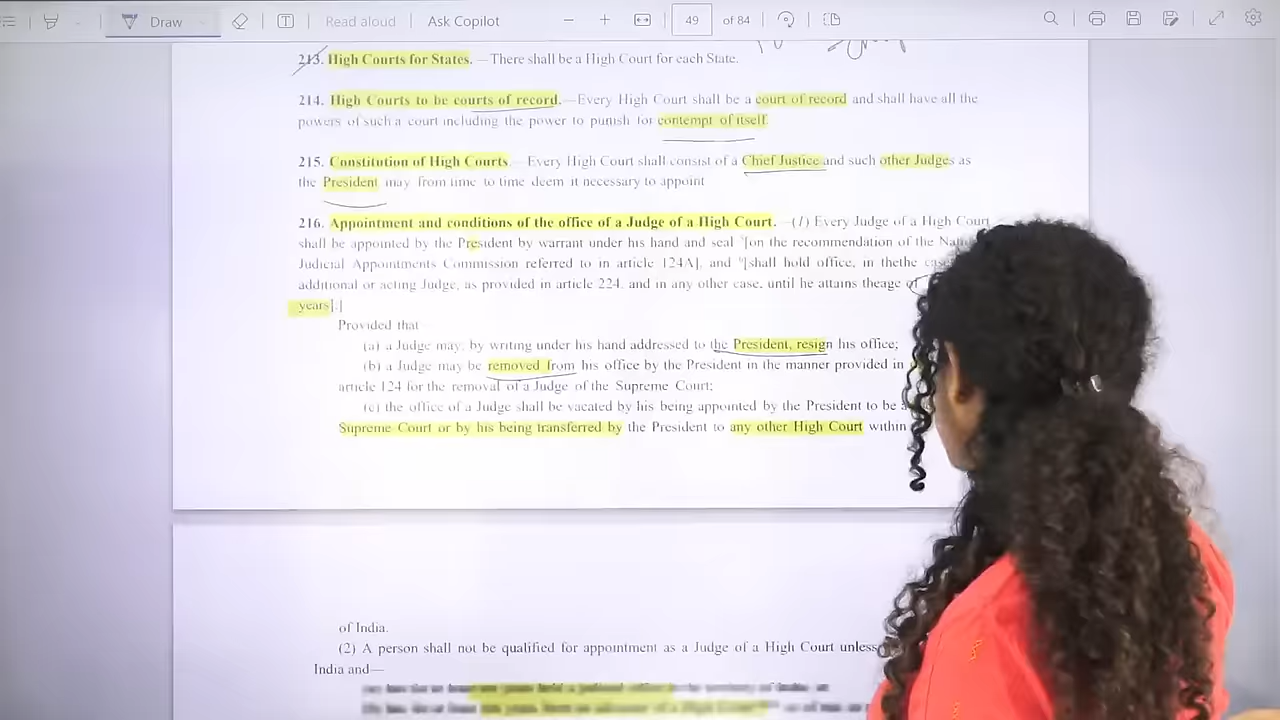 Draw Read aloud Ask Copilot 49 of 84
213. High Courts for States.—There shall be a High Court for each State.
214. High Courts to be courts of record.—Every High Court shall be a court of record and shall have all the
powers of such a court including the power to punish for contempt of itself.
215. Constitution of High Courts.—Every High Court shall consist of a Chief Justice and such other Judges as
the President may from time to time deem it necessary to appoint
216. Appointment and conditions of the office of a Judge of a High Court.—(1) Every Judge of a High Court
shall be appointed by the President by warrant under his hand and seal [on the recommendation of the
Judicial Appointments Commission referred to in article 124A], and [shall hold office, in thethe
additional or acting Judge, as provided in article 224, and in any other case, until he attains theage of
years].]
Provided that—
(a) a Judge may, by writing under his hand addressed to the President, resign his office;
(b) a Judge may be removed from his office by the President in the manner provided in
article 124 for the removal of a Judge of the Supreme Court;
(c) the office of a Judge shall be vacated by his being appointed by the President to be a
Supreme Court or by his being transferred by the President to any other High Court within
of India.
(2) A person shall not be qualified for appointment as a Judge of a High Court unless
India and—